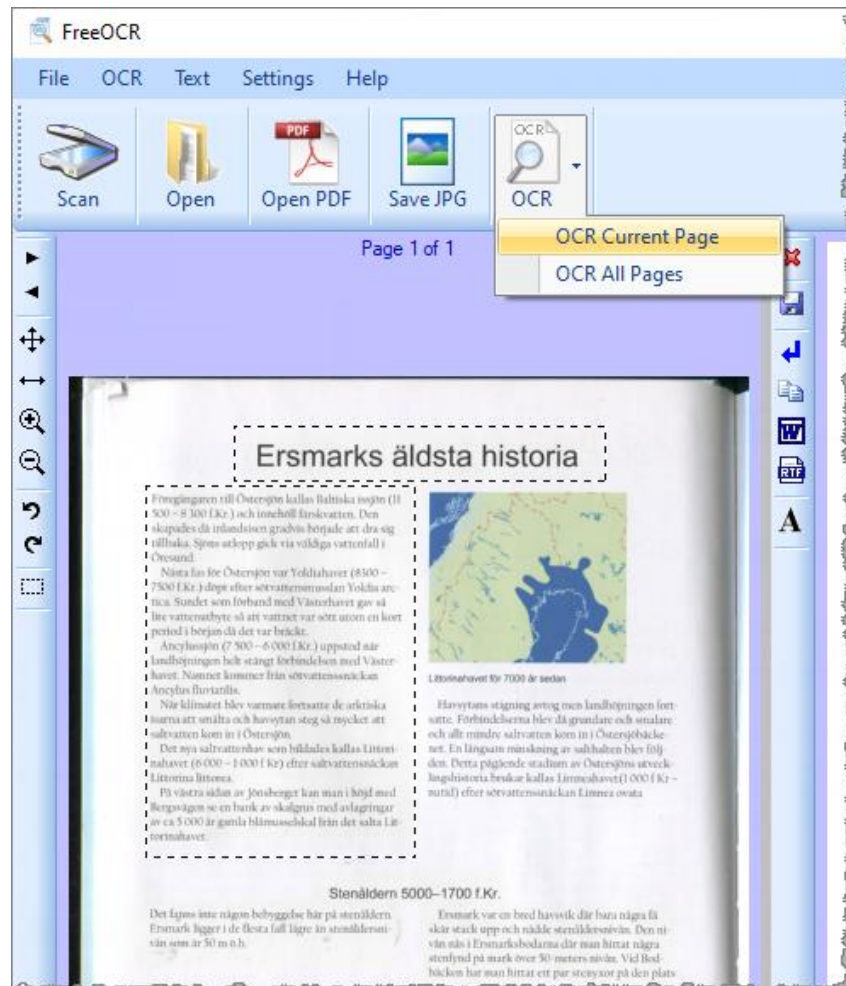 FreeOCR
File OCR Text Settings Help
PDF
OCR
Scan Open Open PDF Save JPG OCR
OCR Current Page
OCR All Pages
Page 1 of 1
W
RTF
A
Ersmarks äldsta historia
Föregångaren till Östersjön kallas Baltiska issjön (11
500 – 8 300 f.Kr.) och innehöll färskvatten. Den
skapades då inlandsisen gradvis började att dra sig
tillbaka. Sjöns utlopp gick via väldiga vattenfall i
Öresund.
Nästa fas för Östersjön var Yoldiahavet (8300 –
7500 f.Kr.) döpt efter sötvattensmusslan Yoldia arc-
tica. Sundet som förband med Västerhavet gav så
lite vattenutbyte så att vattnet var sött utom en kort
period i början då det var bräckt.
Ancylussjön (7 500 – 6 000 f.Kr.) uppstod när
landhöjningen helt stängt förbindelsen med Väster-
havet. Namnet kommer från sötvattenssnäckan
Ancylus fluviatilis.
När klimatet blev varmare fortsatte de arktiska
isarna att smälta och havsytan steg så mycket att
saltvatten kom in i Östersjön.
Det nya saltvattenhav som bildades kallas Littori-
nahavet (6 000 – 1 000 f Kr) efter saltvattenssnäckan
Littorina littorea.
På västra sidan av Jönsberget kan man i höjd med
Bergsvägen se en bank av skalgrus med avlagringar
av ca 5 000 år gamla blåmusselskal från det salta Lit-
torinahavet.
Littorinahavet för 7000 år sedan
Havsytans stigning avtog men landhöjningen fort-
satte. Förbindelserna blev då grundare och smalare
och allt mindre saltvatten kom in i Östersjöbäcke-
net. En långsam minskning av salthalten blev följ-
den. Detta pågående stadium av Östersjöns utveck-
lingshistoria brukar kallas Limneahavet(1 000 f Kr –
nutid) efter sötvattenssnäckan Limnea ovata
Stenåldern 5000–1700 f.Kr.
Det fanns inte någon bebyggelse här på stenåldern.
Ersmark ligger i de flesta fall lägre än stenåldersni-
vån som är 50 m ö.h.
Ersmark var en bred havsvik där bara några få
skär stack upp och nådde stenåldersnivån. Den ni-
vån nås i Ersmarksbodarna där man hittat några
stenfynd på mark över 50-meters nivån. Vid Bod-
bäcken har man hittat ett par stenyxor på den plats